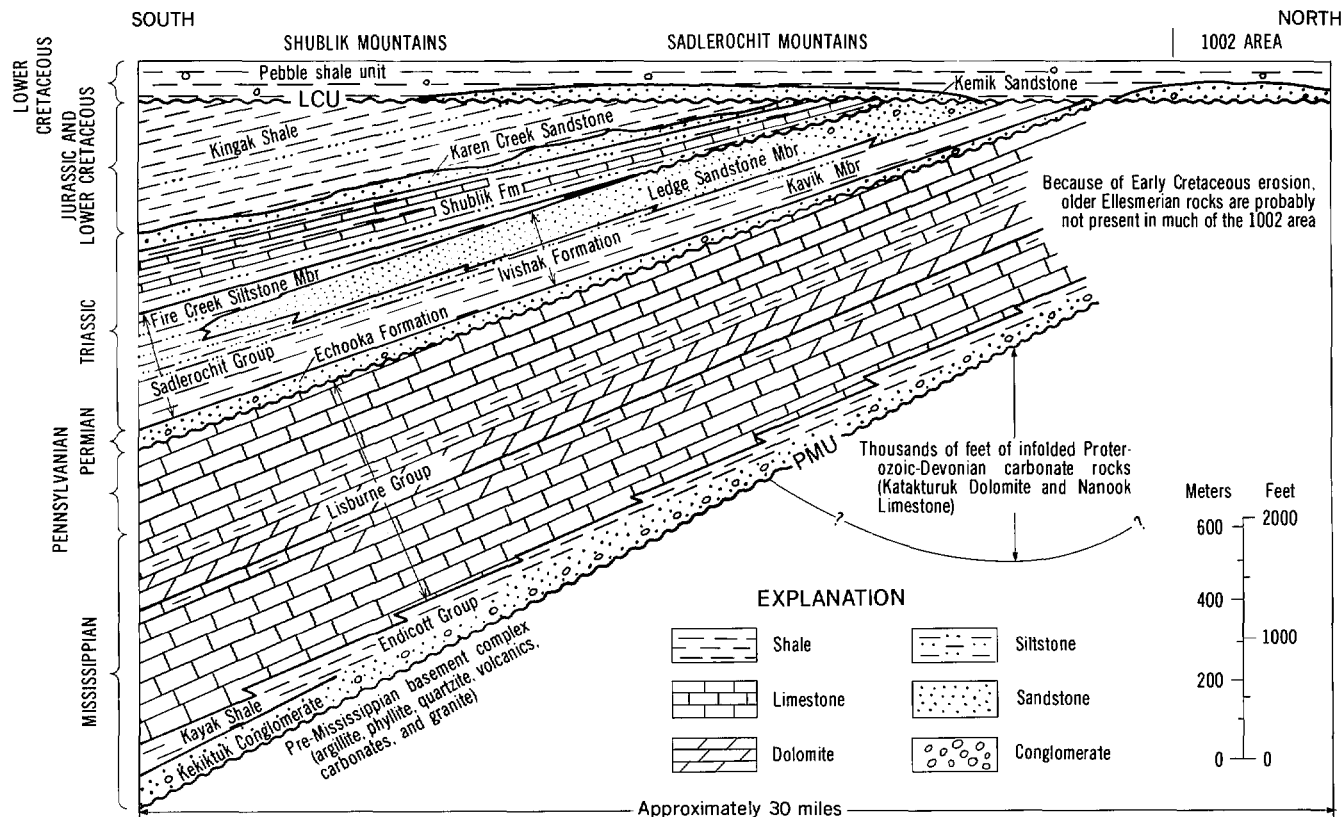 SOUTH
NORTH
SHUBLIK MOUNTAINS
SADLEROCHIT MOUNTAINS
1002 AREA
LOWER
CRETACEOUS
JURASSIC AND
LOWER CRETACEOUS
TRIASSIC
PERMIAN
PENNSYLVANIAN
MISSISSIPPIAN
Pebble shale unit
LCU
Kemik Sandstone
Kingak Shale
Karen Creek Sandstone
Shublik Fm
Ledge Sandstone Mbr
Kavik Mbr
Fire Creek Siltstone Mbr
Ivishak Formation
Sadlerochit Group
Echooka Formation
Because of Early Cretaceous erosion,
older Ellesmerian rocks are probably
not present in much of the 1002 area
Lisburne Group
PMU
Thousands of feet of infolded Proter-
ozoic-Devonian carbonate rocks
(Katakturuk Dolomite and Nanook
Limestone)
?
?
Endicott Group
Kayak Shale
Kekiktuk Conglomerate
Pre-Mississippian basement complex
(argillite, phyllite, quartzite, volcanics,
carbonates, and granite)
EXPLANATION
Shale
Siltstone
Limestone
Sandstone
Dolomite
Conglomerate
Meters Feet
600 2000
400
1000
200
0 0
Approximately 30 miles